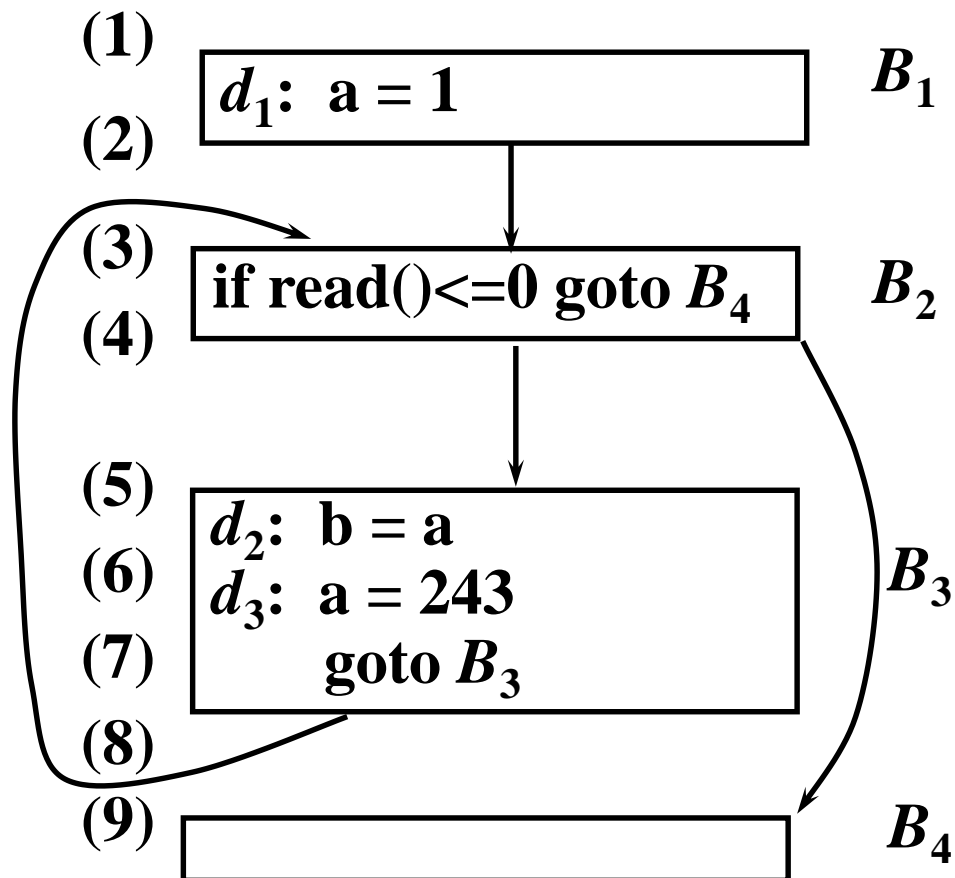 (1)
d₁: a = 1
B₁
(2)
(3)
if read()<=0 goto B₄
B₂
(4)
(5)
d₂: b = a
(6)
d₃: a = 243
B₃
(7)
goto B₃
(8)
(9)
B₄